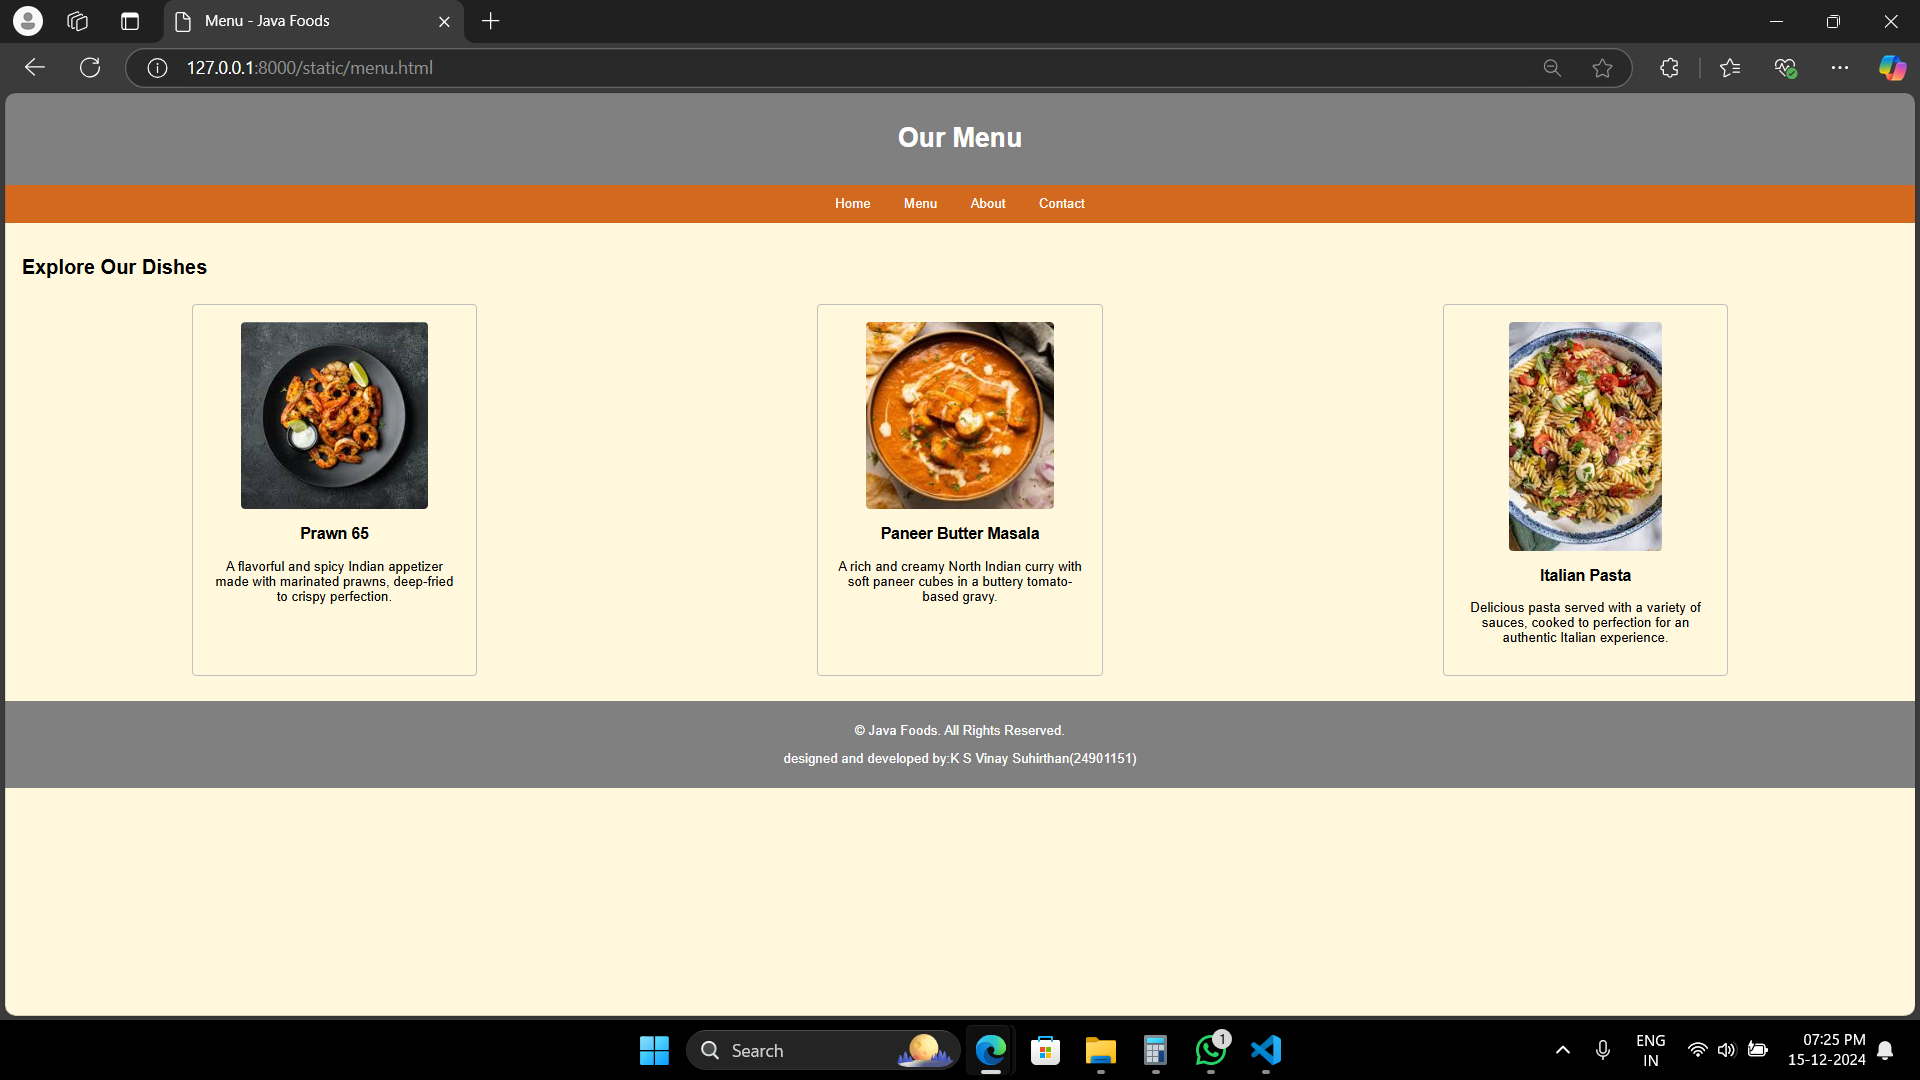 Menu - Java Foods
127.0.0.1:8000/static/menu.html
Our Menu
Home Menu About Contact
Explore Our Dishes
Prawn 65
A flavorful and spicy Indian appetizer
made with marinated prawns, deep-fried
to crispy perfection.
Paneer Butter Masala
A rich and creamy North Indian curry with
soft paneer cubes in a buttery tomato-
based gravy.
Italian Pasta
Delicious pasta served with a variety of
sauces, cooked to perfection for an
authentic Italian experience.
© Java Foods. All Rights Reserved.
designed and developed by:K S Vinay Suhirthan(24901151)
Search
1
ENG
IN
07:25 PM
15-12-2024